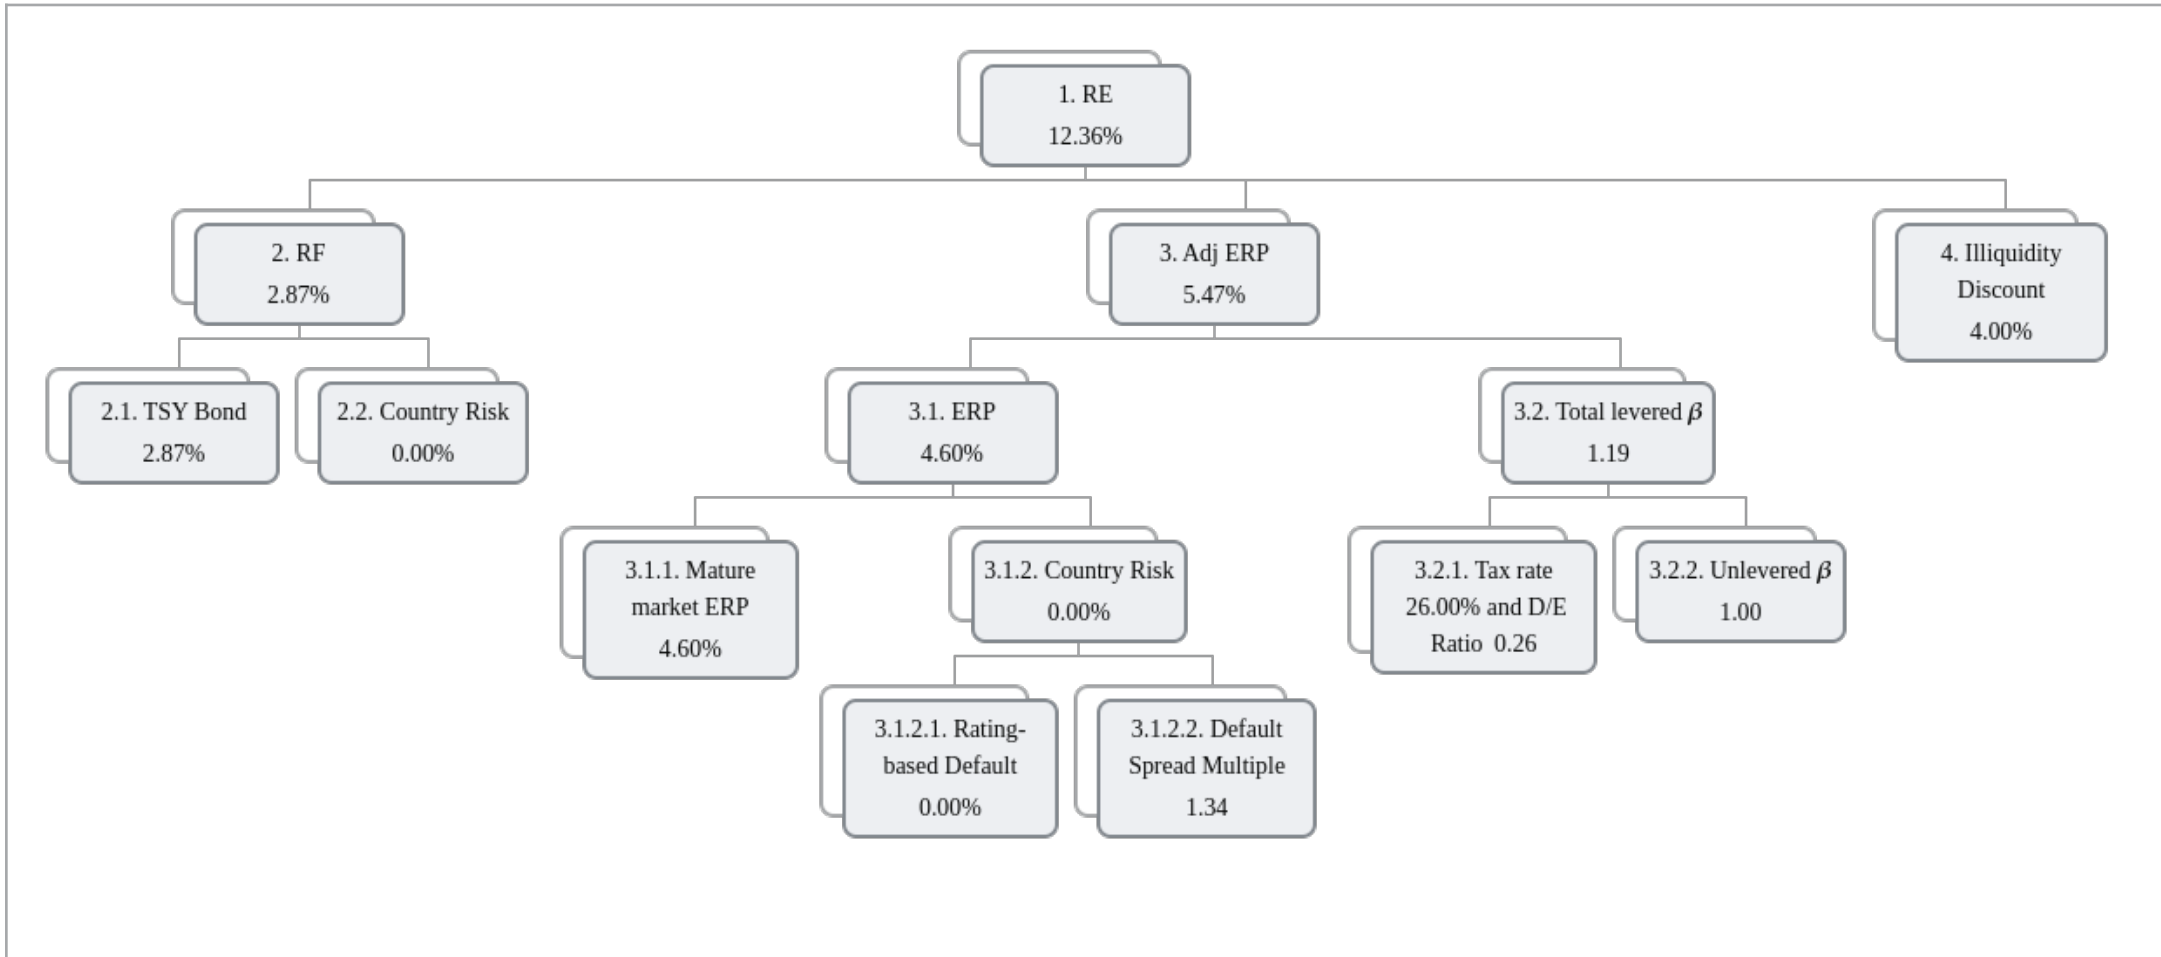 1. RE
12.36%
2. RF
2.87%
3. Adj ERP
5.47%
4. Illiquidity
Discount
4.00%
2.1. TSY Bond
2.87%
2.2. Country Risk
0.00%
3.1. ERP
4.60%
3.2. Total levered β
1.19
3.1.1. Mature
market ERP
4.60%
3.1.2. Country Risk
0.00%
3.2.1. Tax rate
26.00% and D/E
Ratio 0.26
3.2.2. Unlevered β
1.00
3.1.2.1. Rating-
based Default
0.00%
3.1.2.2. Default
Spread Multiple
1.34